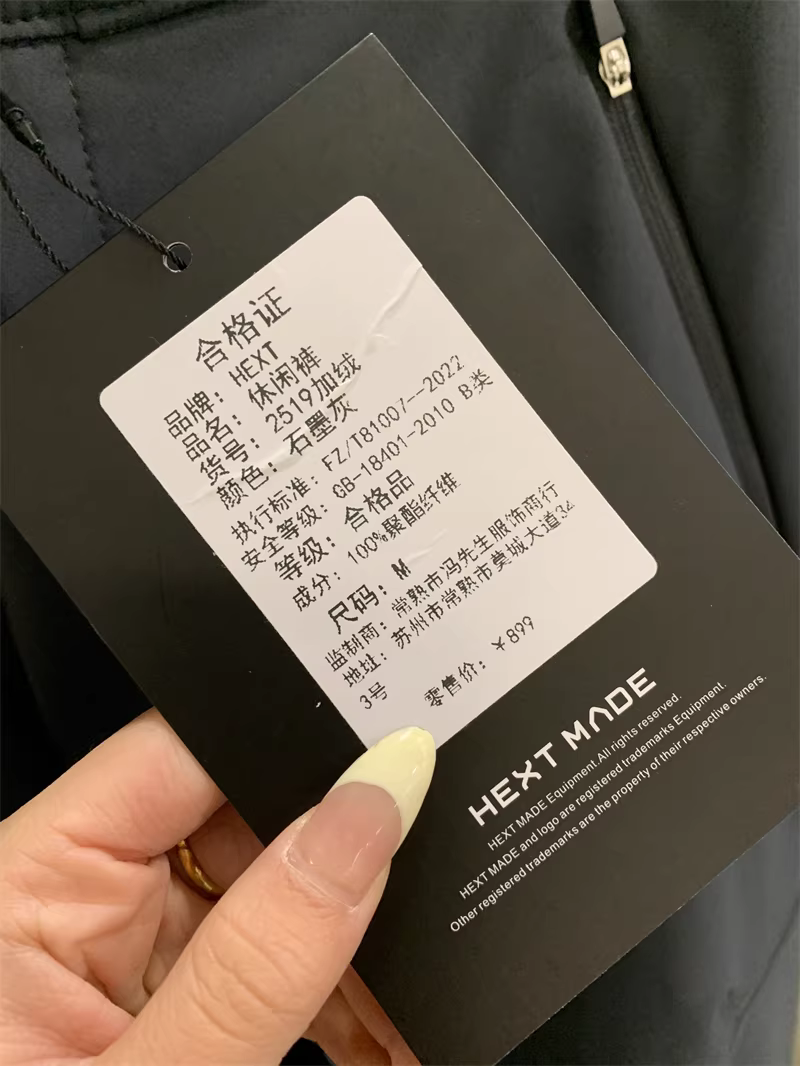 合格证
品牌：HEXT
品名：休闲裤
货号：2519加绒
颜色：石墨灰
执行标准：FZ/T81007--2022
安全等级：GB-18401-2010 B类
等级：合格品
成分：100%聚酯纤维
尺码：M
监制商：常熟市冯先生服饰商行
地址：苏州市常熟市莫城大道34
3号
零售价：￥899
HEXT MADE
HEXT MADE Equipment.All rights reserved.
HEXT MADE and logo are registered trademarks Equipment.
Other registered trademarks are the property of their respective owners.